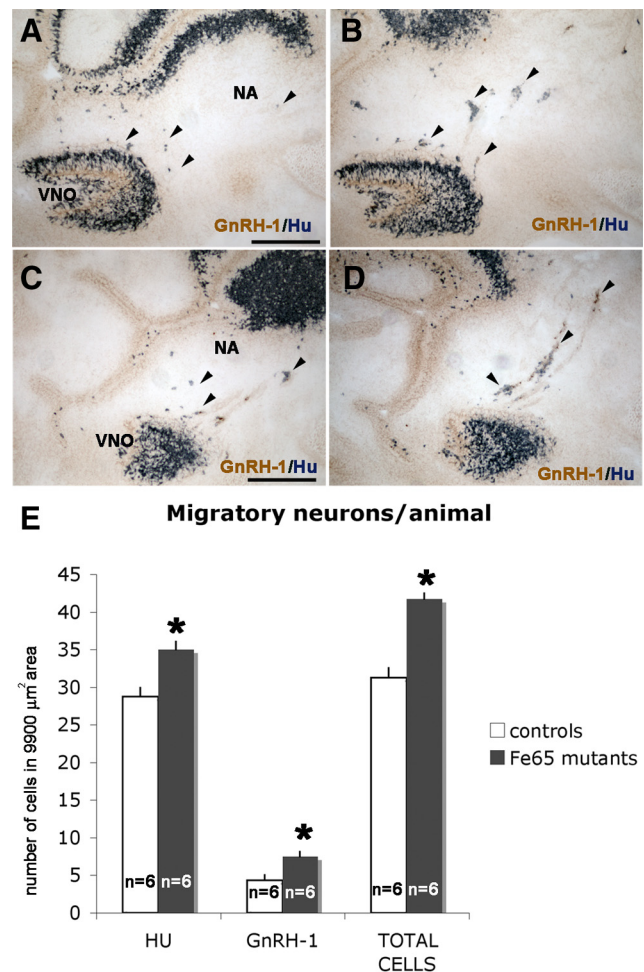 A
NA
VNO
GnRH-1/Hu
B
GnRH-1/Hu
C
NA
VNO
GnRH-1/Hu
D
GnRH-1/Hu
E
Migratory neurons/animal
number of cells in 9900 µm² area
45
40
35
30
25
20
15
10
5
0
*
*
*
n=6 n=6
n=6 n=6
n=6 n=6
HU
GnRH-1
TOTAL
CELLS
controls
Fe65 mutants